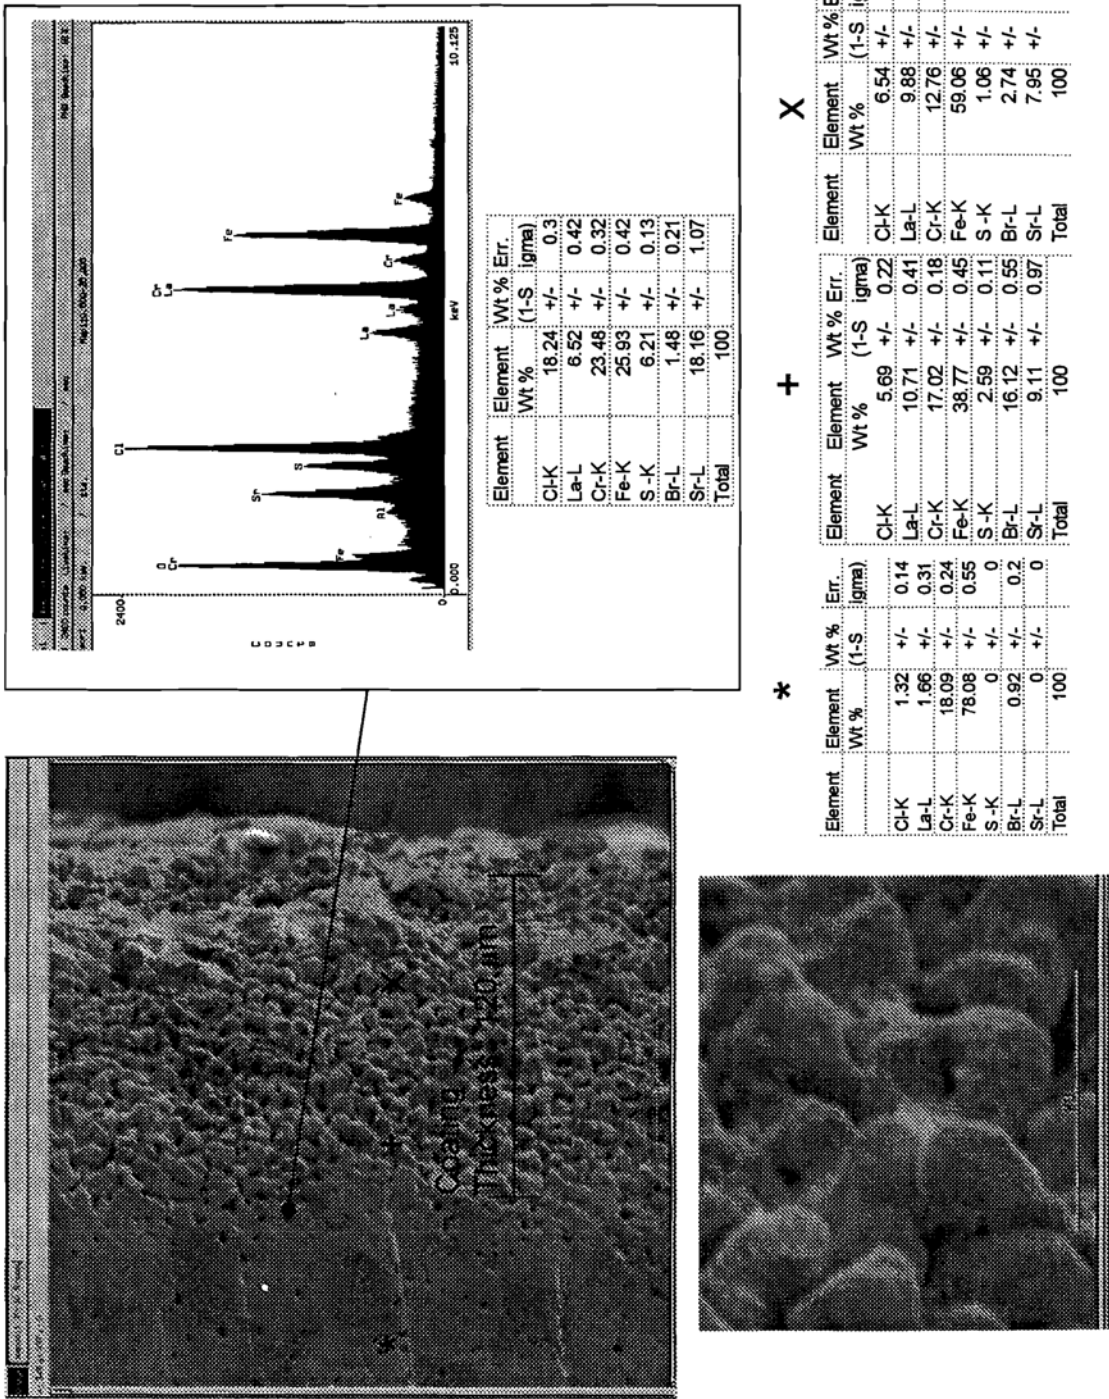 2400
Counts
0
0.000
keV
10.125
O
Cr
Fe
Al
Sr
S
Cl
La
La
Cr
La
Cr
Fe
Fe
Element Element Wt % Err.
Wt % (1-S igma)
Cl-K 18.24 +/- 0.3
La-L 6.52 +/- 0.42
Cr-K 23.48 +/- 0.32
Fe-K 25.93 +/- 0.42
S -K 6.21 +/- 0.13
Br-L 1.48 +/- 0.21
Sr-L 18.16 +/- 1.07
Total 100
Coating
Thickness 120 µm
*
+
X
*
Element Element Wt % Err.
Wt % (1-S igma)
Cl-K 1.32 +/- 0.14
La-L 1.66 +/- 0.31
Cr-K 18.09 +/- 0.24
Fe-K 78.08 +/- 0.55
S -K 0 +/- 0
Br-L 0.92 +/- 0.2
Sr-L 0 +/- 0
Total 100
+
Element Element Wt % Err.
Wt % (1-S igma)
Cl-K 5.69 +/- 0.22
La-L 10.71 +/- 0.41
Cr-K 17.02 +/- 0.18
Fe-K 38.77 +/- 0.45
S -K 2.59 +/- 0.11
Br-L 16.12 +/- 0.55
Sr-L 9.11 +/- 0.97
Total 100
X
Element Element Wt %
Wt % (1-S
Cl-K 6.54 +/-
La-L 9.88 +/-
Cr-K 12.76 +/-
Fe-K 59.06 +/-
S -K 1.06 +/-
Br-L 2.74 +/-
Sr-L 7.95 +/-
Total 100